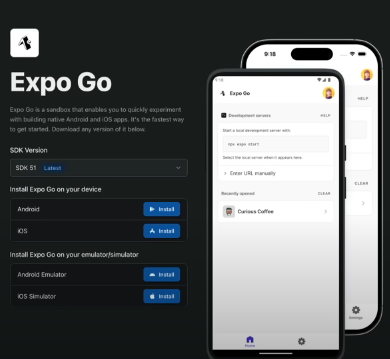 Expo Go
Expo Go is a sandbox that enables you to quickly experiment
with building native Android and iOS apps. It's the fastest way
to get started. Download any version of it below.
SDK Version
SDK 51 Latest
Install Expo Go on your device
Android Install
iOS Install
Install Expo Go on your emulator/simulator
Android Emulator Install
iOS Simulator Install
9:18
Expo Go
Development servers HELP
Start a local development server with:
npx expo start
Select the local server when it appears here.
Enter URL manually
Recently opened CLEAR
Curious Coffee
Home
9:18
HELP
CLEAR
Settings